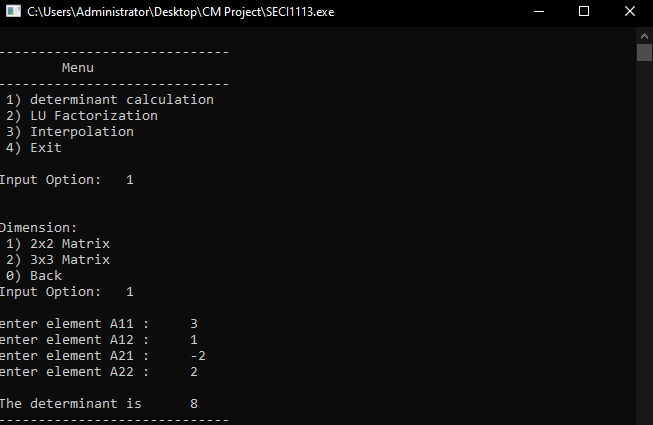 C:\Users\Administrator\Desktop\CM Project\SECI1113.exe
-----------------------------
Menu
-----------------------------
1) determinant calculation
2) LU Factorization
3) Interpolation
4) Exit
Input Option:   1
Dimension:
1) 2x2 Matrix
2) 3x3 Matrix
0) Back
Input Option:   1
enter element A11 :     3
enter element A12 :     1
enter element A21 :     -2
enter element A22 :     2
The determinant is      8
-----------------------------